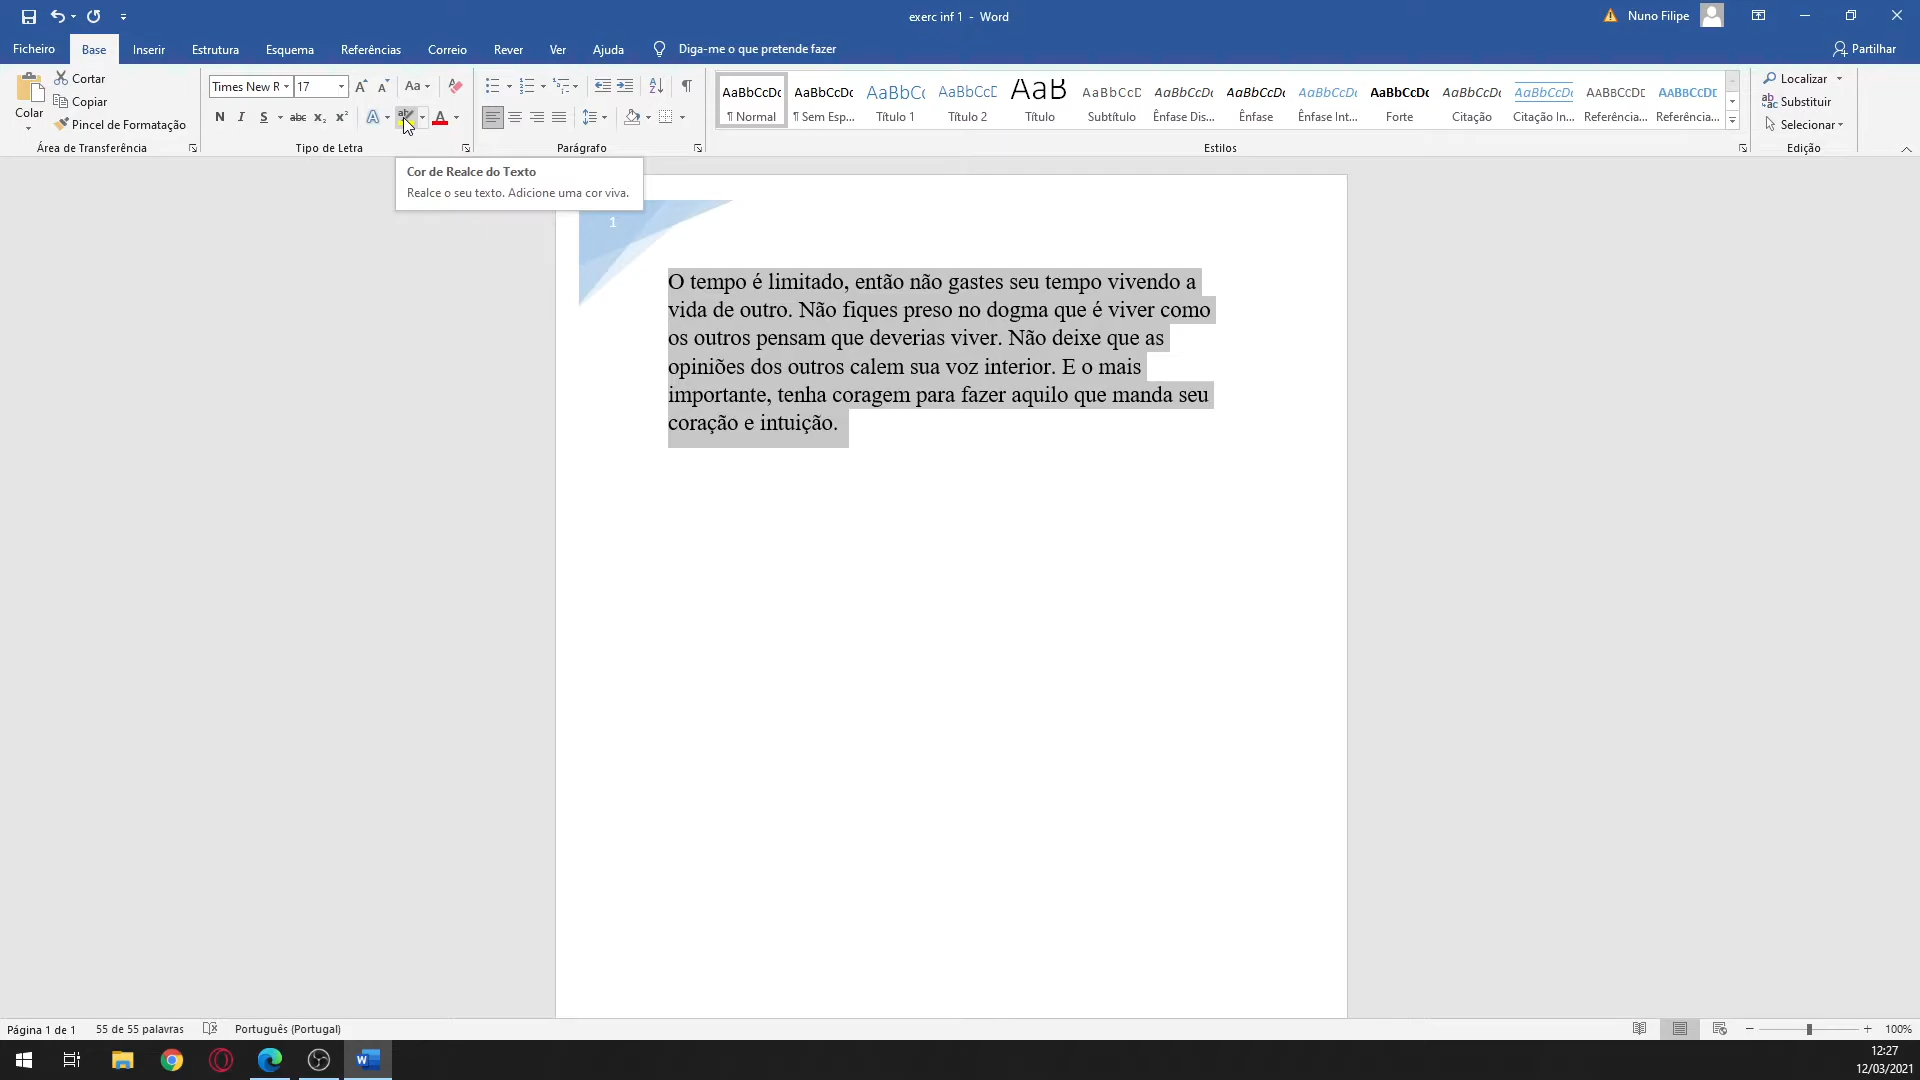 exerc inf 1 - Word
Nuno Filipe
Ficheiro Base Inserir Estrutura Esquema Referências Correio Rever Ver Ajuda Diga-me o que pretende fazer Partilhar
Colar
Cortar
Copiar
Pincel de Formatação
Área de Transferência
Times New R 17 Aa
N I S abc x₂ x² A ab A
Tipo de Letra
Parágrafo
AaBbCcDc AaBbCcDc AaBbCc AaBbCcD AaB AaBbCcD AaBbCcDc AaBbCcDc AaBbCcDc AaBbCcDc AaBbCcDc AaBbCcDc AABBCCDE AABBCCDE
¶ Normal ¶ Sem Esp... Título 1 Título 2 Título Subtítulo Ênfase Dis... Ênfase Ênfase Int... Forte Citação Citação In... Referência... Referência...
Estilos
Localizar
Substituir
Selecionar
Edição
Cor de Realce do Texto
Realce o seu texto. Adicione uma cor viva.
1
O tempo é limitado, então não gastes seu tempo vivendo a
vida de outro. Não fiques preso no dogma que é viver como
os outros pensam que deverias viver. Não deixe que as
opiniões dos outros calem sua voz interior. E o mais
importante, tenha coragem para fazer aquilo que manda seu
coração e intuição.
Página 1 de 1 55 de 55 palavras Português (Portugal) 100%
12:27
12/03/2021